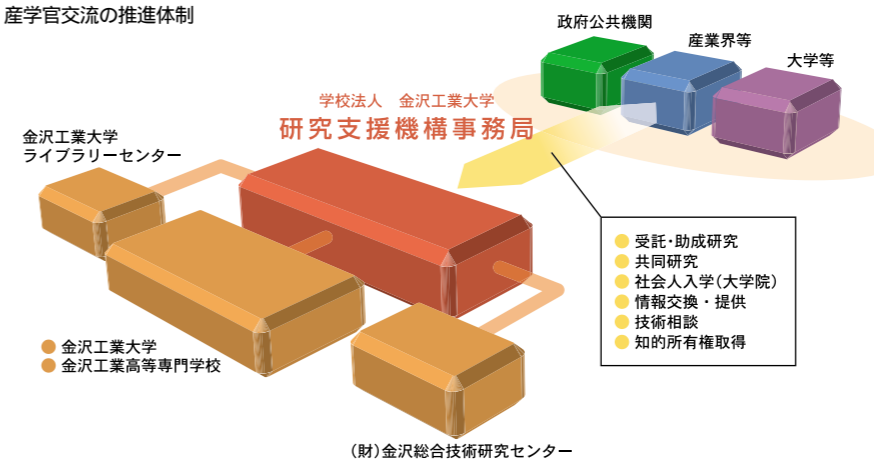 産学官交流の推進体制
政府公共機関
産業界等
大学等
学校法人　金沢工業大学
研究支援機構事務局
金沢工業大学
ライブラリーセンター
受託・助成研究
共同研究
社会人入学（大学院）
情報交換・提供
技術相談
知的所有権取得
金沢工業大学
金沢工業高等専門学校
（財）金沢総合技術研究センター